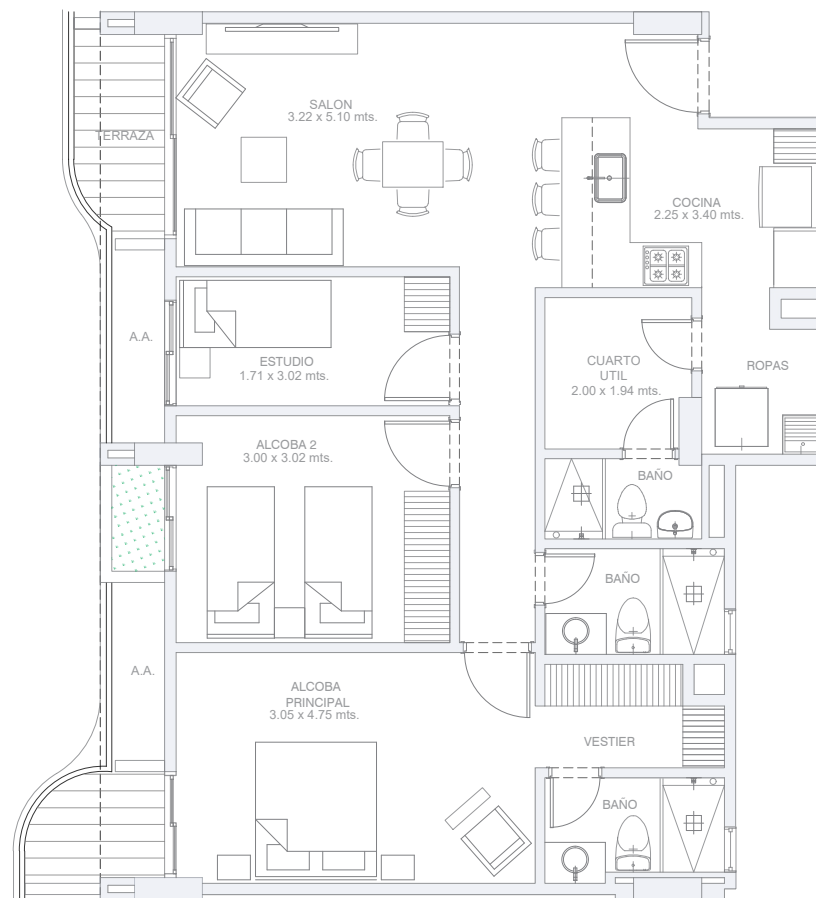 SALON
3.22 x 5.10 mts.
TERRAZA
COCINA
2.25 x 3.40 mts.
A.A.
ESTUDIO
1.71 x 3.02 mts.
CUARTO
UTIL
2.00 x 1.94 mts.
ROPAS
ALCOBA 2
3.00 x 3.02 mts.
BAÑO
BAÑO
A.A.
ALCOBA
PRINCIPAL
3.05 x 4.75 mts.
VESTIER
BAÑO